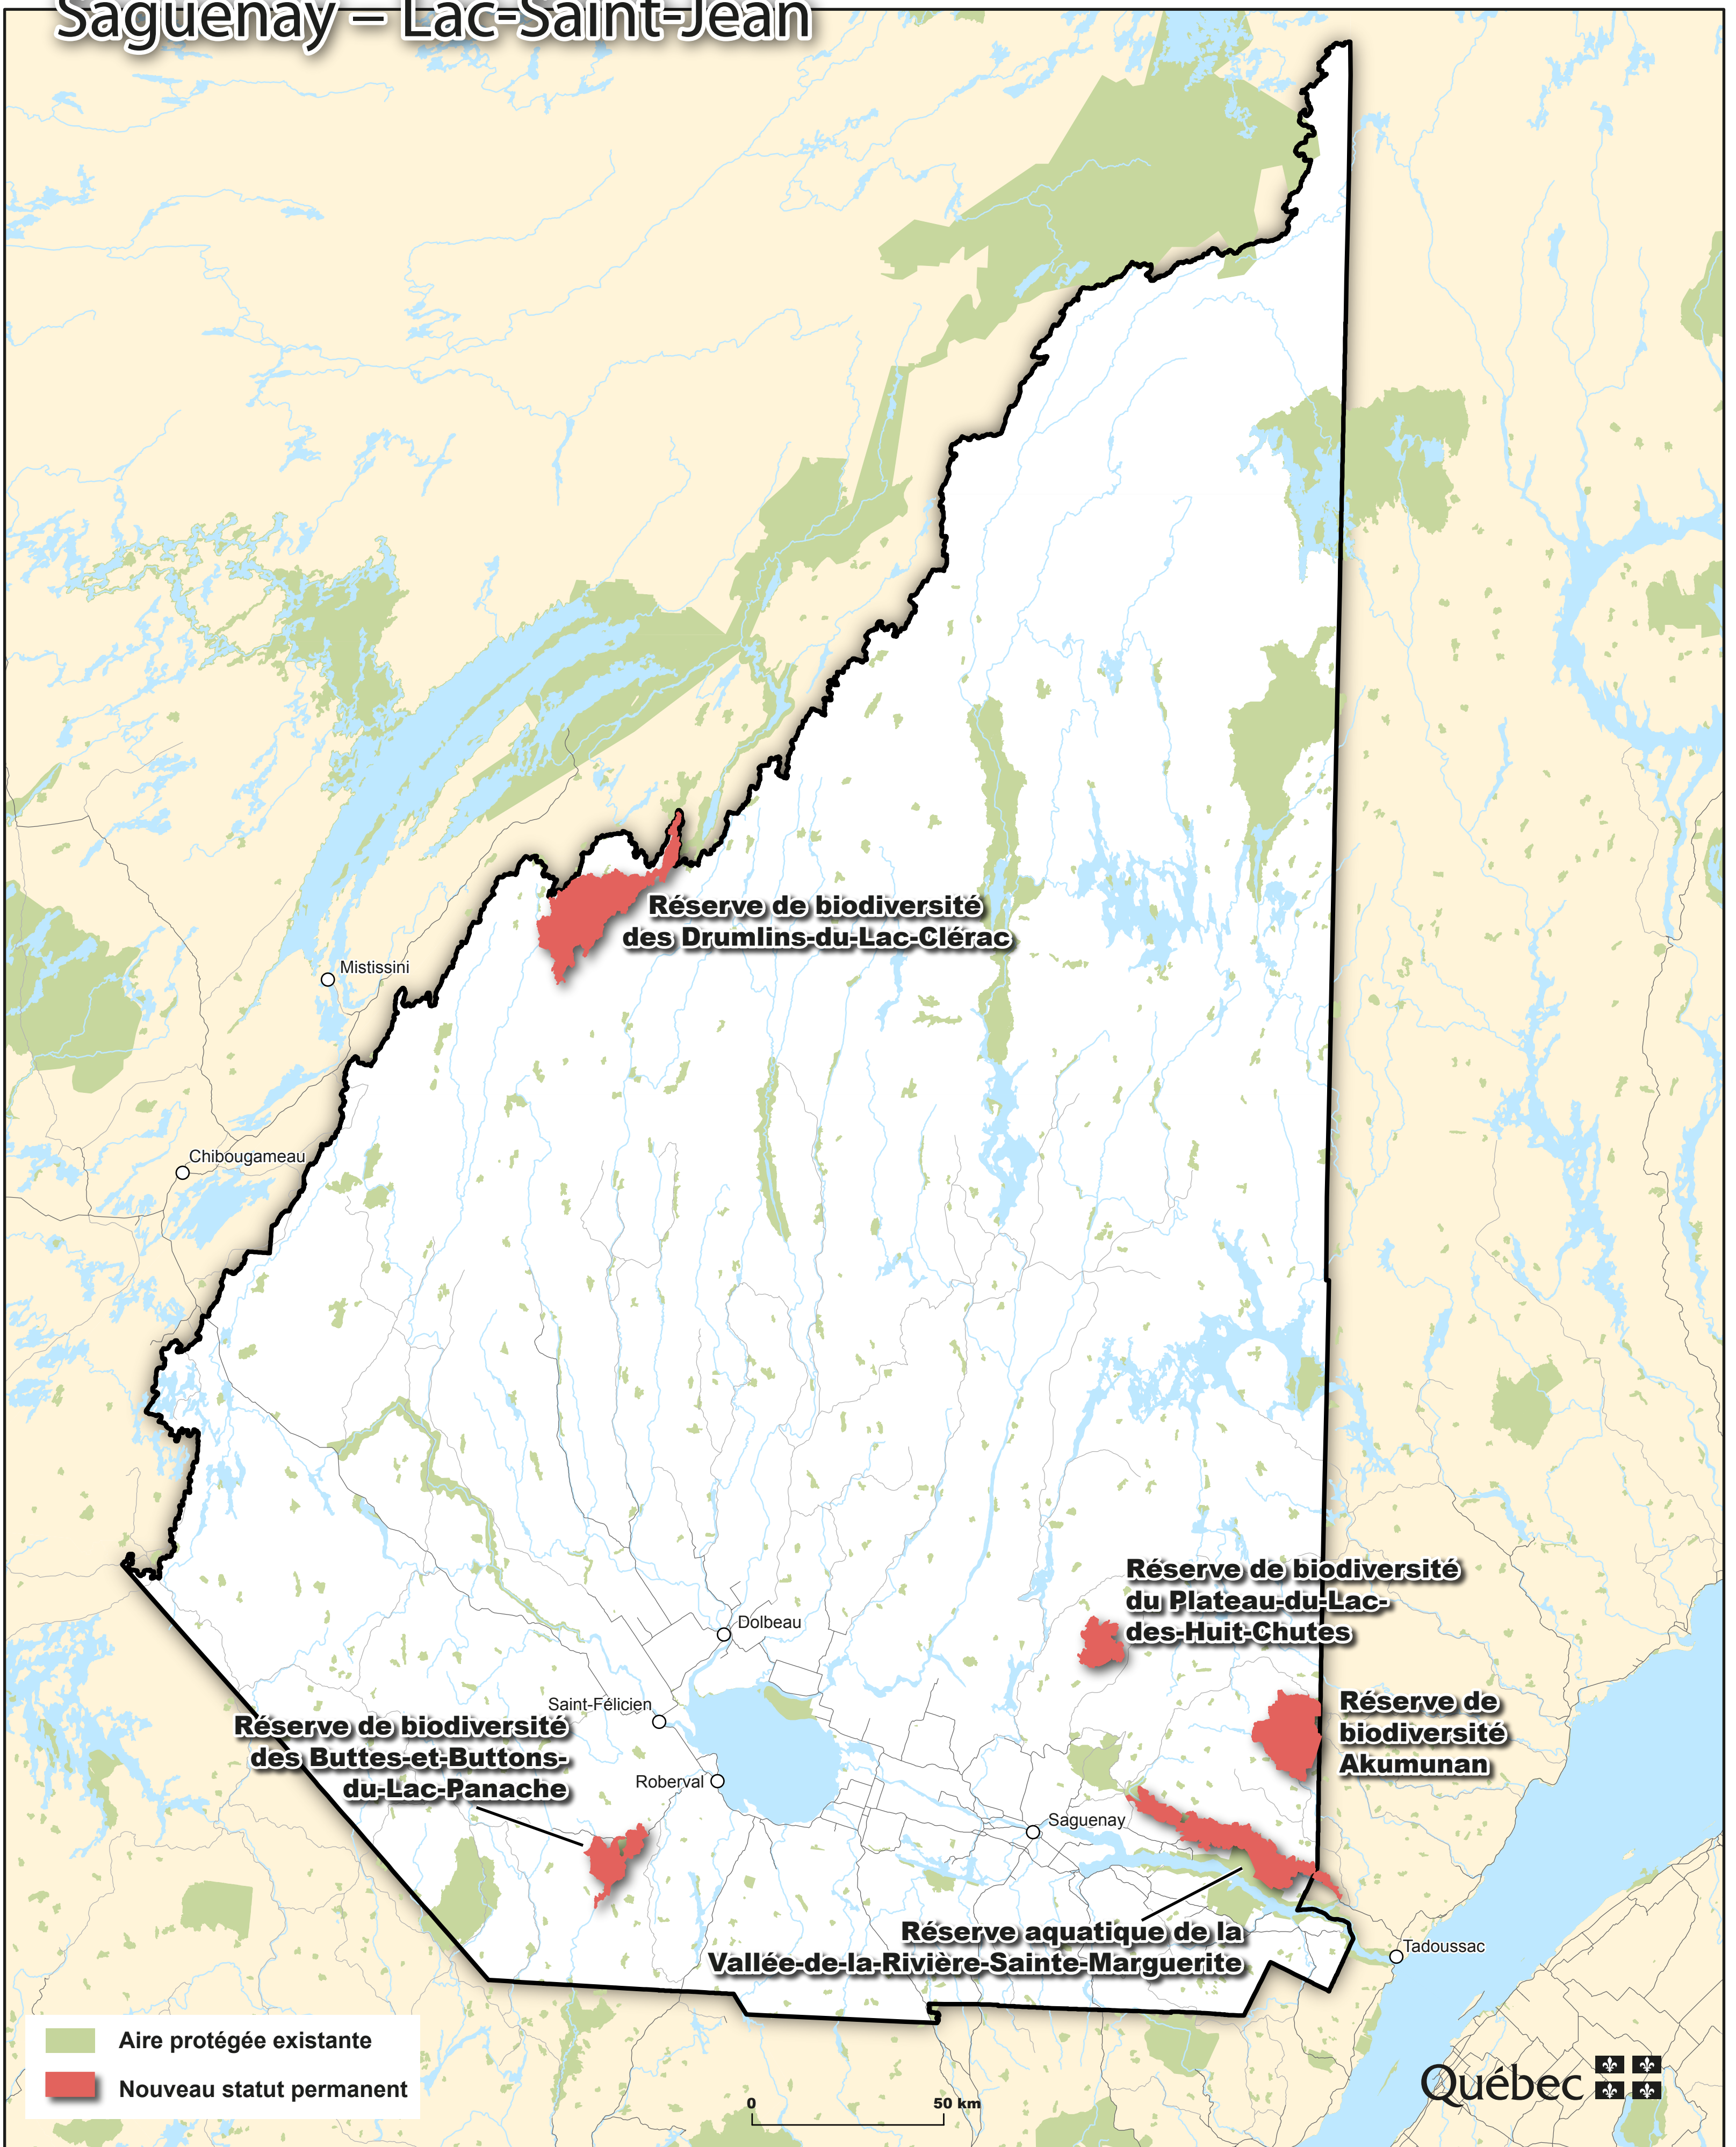 Saguenay – Lac-Saint-Jean
Réserve de biodiversité
des Drumlins-du-Lac-Clérac
Mistissini
Chibougameau
Réserve de biodiversité
du Plateau-du-Lac-
des-Huit-Chutes
Dolbeau
Saint-Félicien
Réserve de biodiversité
des Buttes-et-Buttons-
du-Lac-Panache
Roberval
Réserve de
biodiversité
Akumunan
Saguenay
Réserve aquatique de la
Vallée-de-la-Rivière-Sainte-Marguerite
Tadoussac
Aire protégée existante
Nouveau statut permanent
0 50 km
Québec